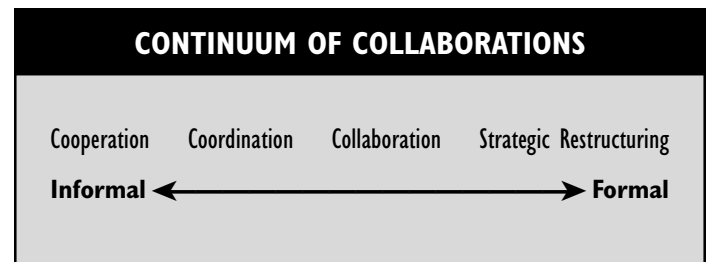 CONTINUUM OF COLLABORATIONS
Cooperation Coordination Collaboration Strategic Restructuring
Informal Formal